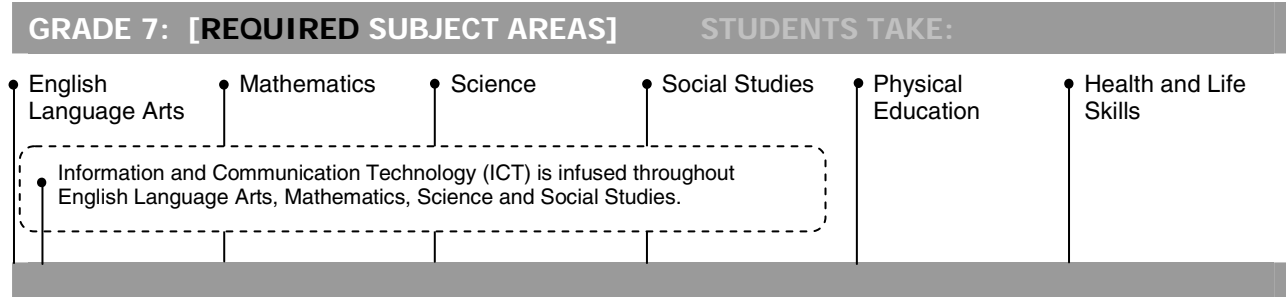 GRADE 7: [REQUIRED SUBJECT AREAS] STUDENTS TAKE:
English
Language Arts
Mathematics
Science
Social Studies
Physical
Education
Health and Life
Skills
Information and Communication Technology (ICT) is infused throughout
English Language Arts, Mathematics, Science and Social Studies.